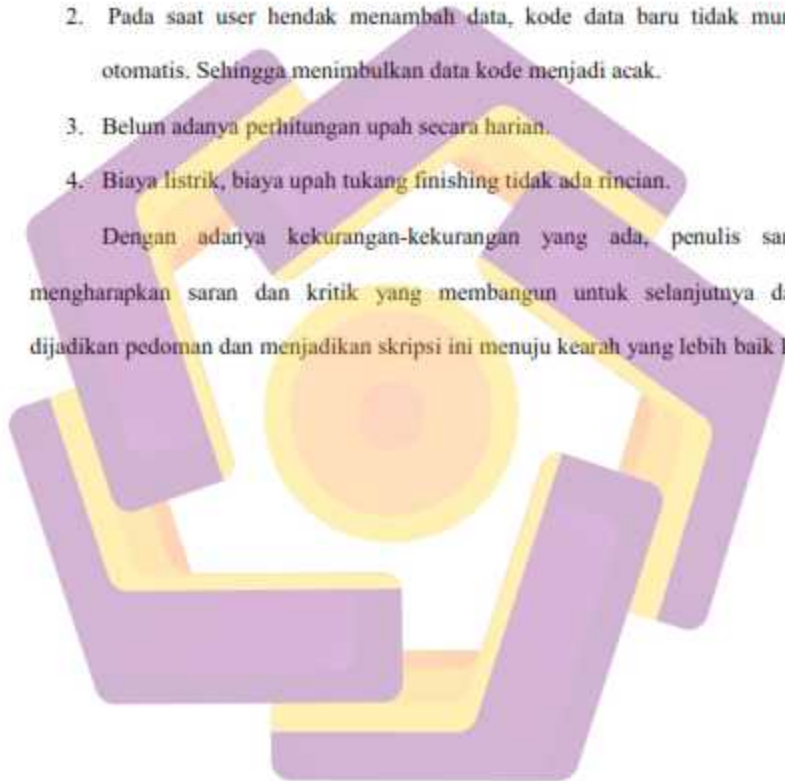 2. Pada saat user hendak menambah data, kode data baru tidak
otomatis. Sehingga menimbulkan data kode menjadi acak.
3. Belum adanya perhitungan upah secara harian.
4. Biaya listrik, biaya upah tukang finishing tidak ada rincian.
Dengan adanya kekurangan-kekurangan yang ada, penulis
mengharapkan saran dan kritik yang membangun untuk selanjutnya
dijadikan pedoman dan menjadikan skripsi ini menuju kearah yang lebih baik